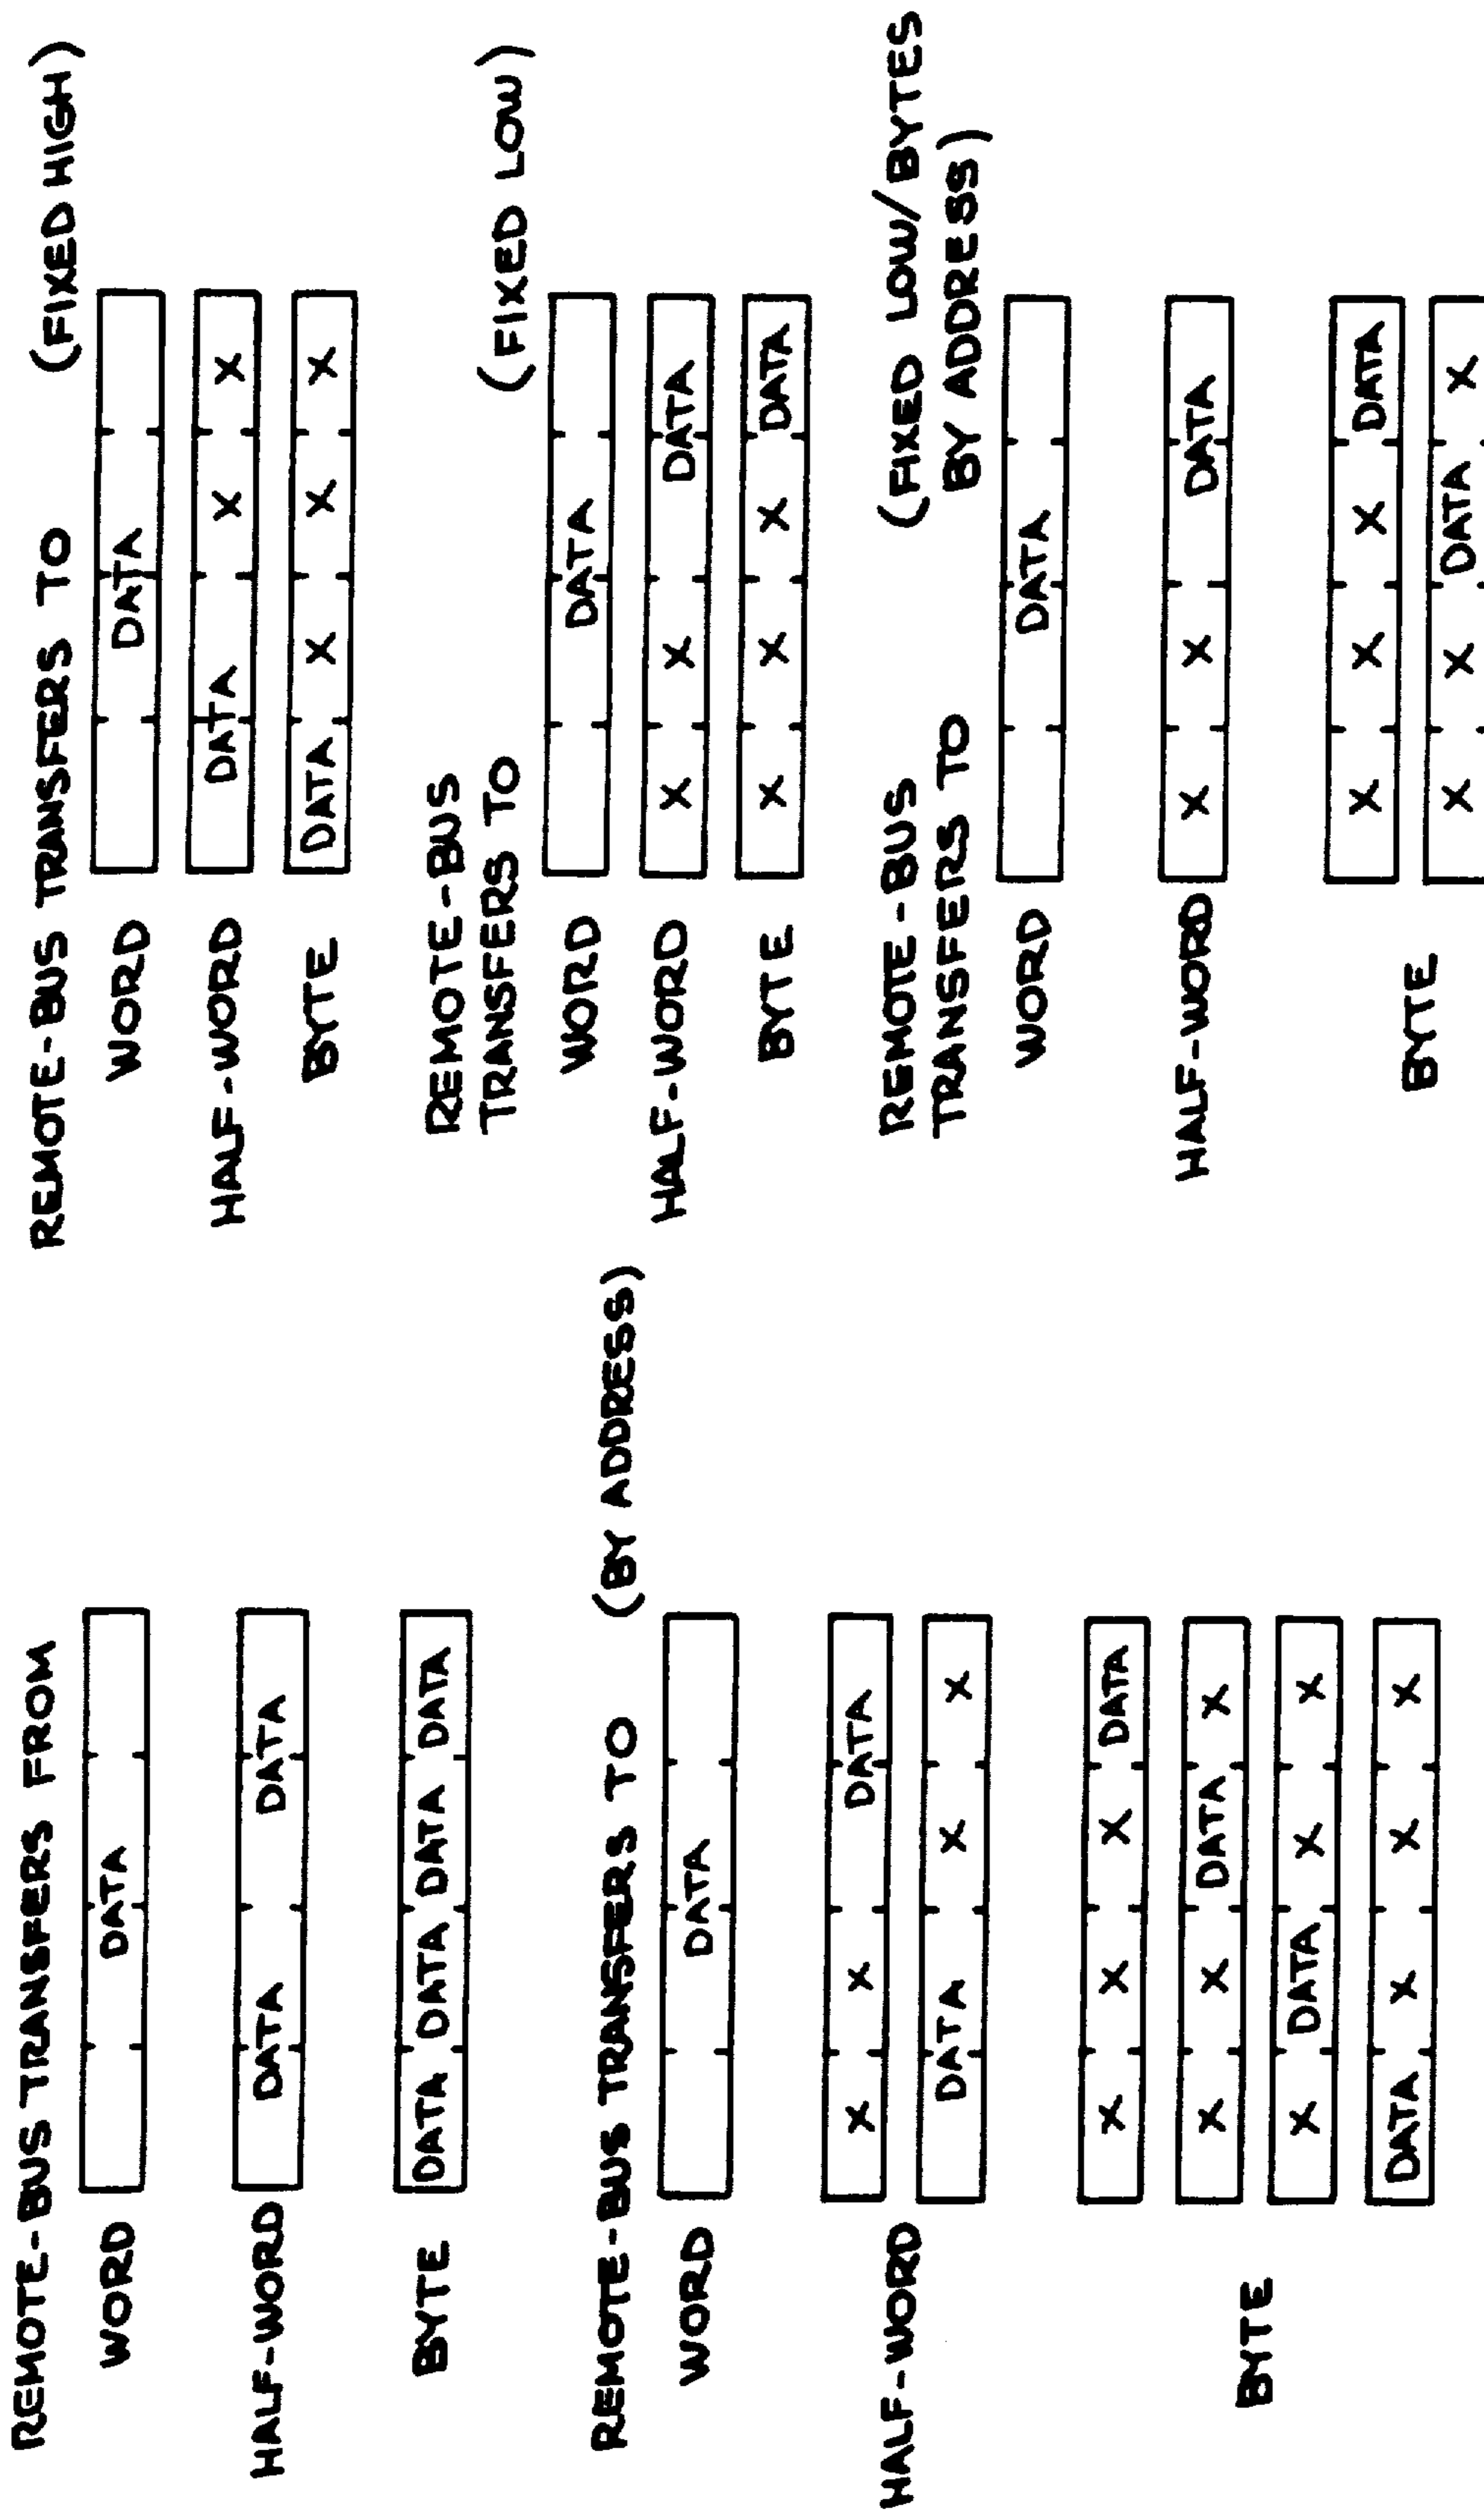 REMOTE-BUS TRANSFERS FROM
WORD DATA
HALF-WORD DATA DATA
BYTE DATA DATA DATA DATA
REMOTE-BUS TRANSFERS TO (BY ADDRESS)
WORD DATA
HALF-WORD
X X DATA
DATA X X
BYTE
X X X DATA
X X DATA X
X DATA X X
DATA X X X
REMOTE-BUS TRANSFERS TO (FIXED HIGH)
WORD DATA
HALF-WORD DATA X X
BYTE DATA X X X
REMOTE-BUS
TRANSFERS TO (FIXED LOW)
WORD DATA
HALF-WORD X X DATA
BYTE X X X DATA
REMOTE-BUS (FIXED LOW/BYTES
TRANSFERS TO BY ADDRESS)
WORD DATA
HALF-WORD X X DATA
BYTE
X X X DATA
X X DATA X